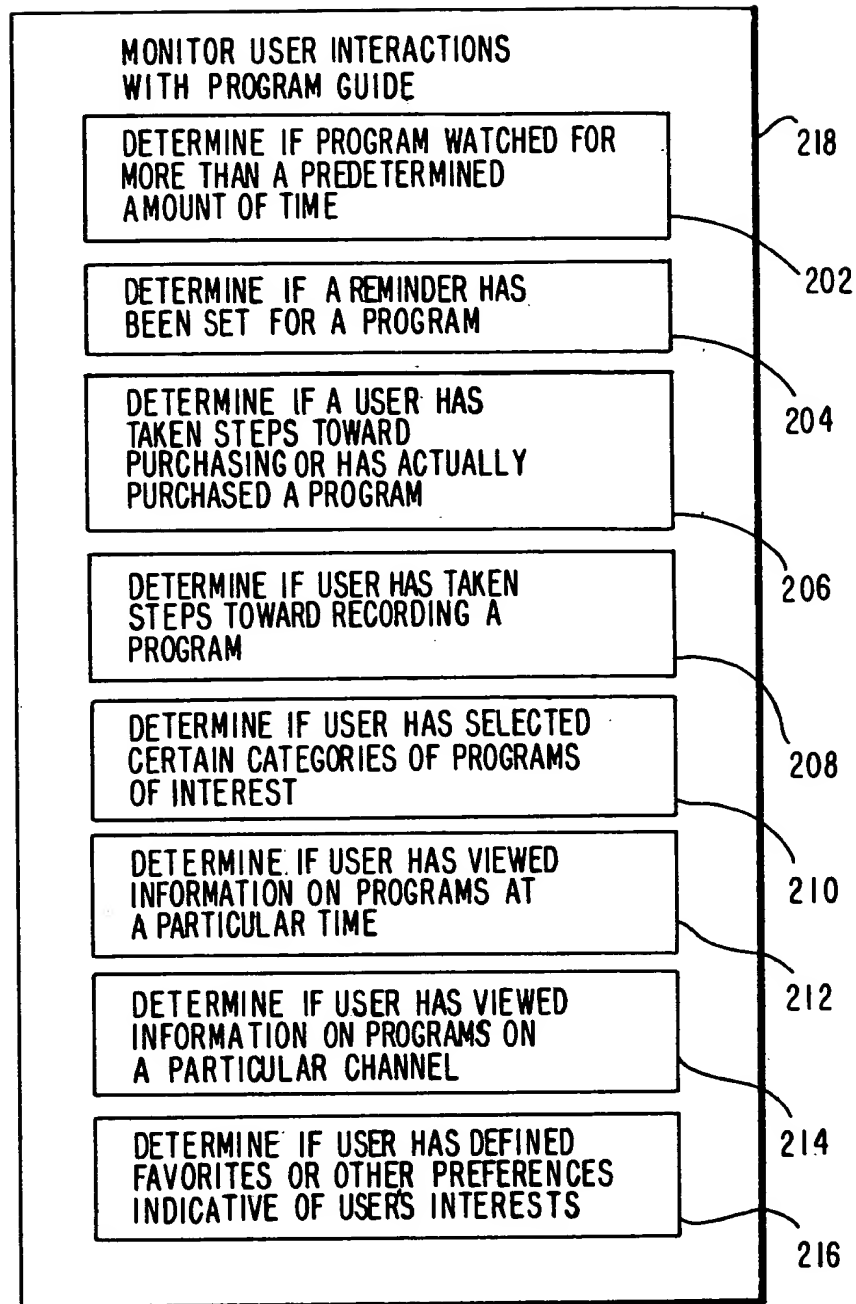 MONITOR USER INTERACTIONS
WITH PROGRAM GUIDE
218
DETERMINE IF PROGRAM WATCHED FOR
MORE THAN A PREDETERMINED
AMOUNT OF TIME
202
DETERMINE IF A REMINDER HAS
BEEN SET FOR A PROGRAM
204
DETERMINE IF A USER HAS
TAKEN STEPS TOWARD
PURCHASING OR HAS ACTUALLY
PURCHASED A PROGRAM
206
DETERMINE IF USER HAS TAKEN
STEPS TOWARD RECORDING A
PROGRAM
208
DETERMINE IF USER HAS SELECTED
CERTAIN CATEGORIES OF PROGRAMS
OF INTEREST
210
DETERMINE IF USER HAS VIEWED
INFORMATION ON PROGRAMS AT
A PARTICULAR TIME
212
DETERMINE IF USER HAS VIEWED
INFORMATION ON PROGRAMS ON
A PARTICULAR CHANNEL
214
DETERMINE IF USER HAS DEFINED
FAVORITES OR OTHER PREFERENCES
INDICATIVE OF USER'S INTERESTS
216